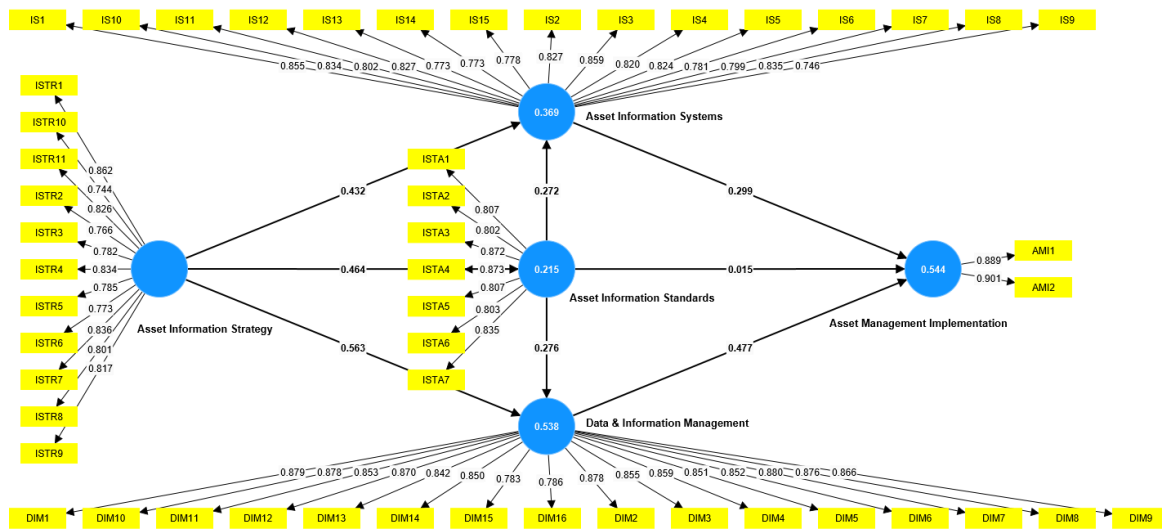 IS1 IS10 IS11 IS12 IS13 IS14 IS15 IS2 IS3 IS4 IS5 IS6 IS7 IS8 IS9
0.855 0.834 0.802 0.827 0.773 0.773 0.778 0.827 0.859 0.820 0.824 0.781 0.799 0.835 0.746
0.369
Asset Information Systems
ISTR1
ISTR10
ISTR11
ISTR2
ISTR3
ISTR4
ISTR5
ISTR6
ISTR7
ISTR8
ISTR9
0.862
0.744
0.826
0.766
0.782
0.834
0.785
0.773
0.836
0.801
0.817
Asset Information Strategy
0.432
0.464
0.563
ISTA1
ISTA2
ISTA3
ISTA4
ISTA5
ISTA6
ISTA7
0.807
0.802
0.872
0.873
0.807
0.803
0.835
0.272
0.215
Asset Information Standards
0.276
0.299
0.015
0.477
0.544
Asset Management Implementation
0.889
0.901
AMI1
AMI2
0.538
Data & Information Management
0.879 0.878 0.853 0.870 0.842 0.850 0.783 0.786 0.878 0.855 0.859 0.851 0.852 0.880 0.876 0.866
DIM1 DIM10 DIM11 DIM12 DIM13 DIM14 DIM15 DIM16 DIM2 DIM3 DIM4 DIM5 DIM6 DIM7 DIM8 DIM9